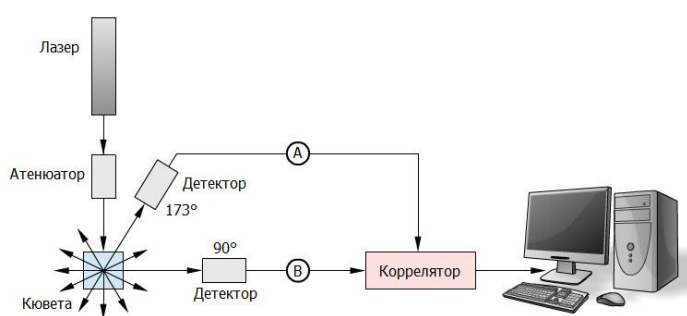 Лазер
Атенюатор
Детектор
173°
A
90°
B
Детектор
Коррелятор
Кювета